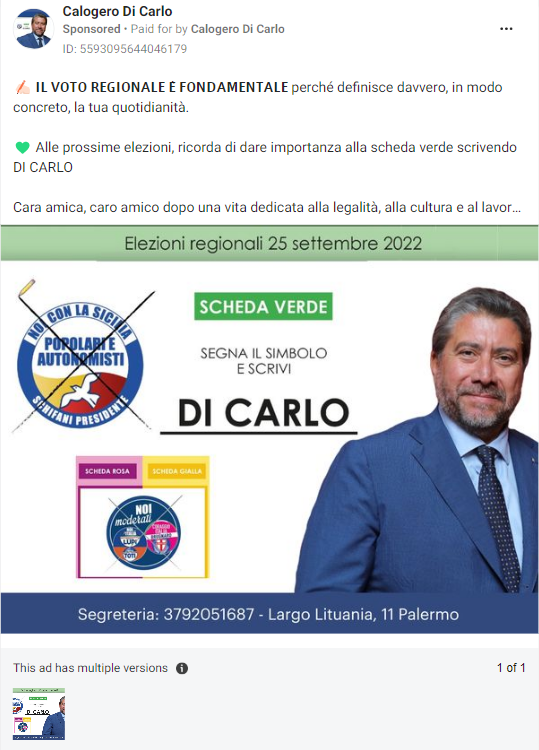 Calogero Di Carlo
Sponsored • Paid for by Calogero Di Carlo
ID: 5593095644046179
✍🏻 IL VOTO REGIONALE È FONDAMENTALE perché definisce davvero, in modo
concreto, la tua quotidianità.
💚 Alle prossime elezioni, ricorda di dare importanza alla scheda verde scrivendo
DI CARLO
Cara amica, caro amico dopo una vita dedicata alla legalità, alla cultura e al lavor...
Elezioni regionali 25 settembre 2022
NOI CON LA SICILIA
POPOLARI E
AUTONOMISTI
SCHIFANI PRESIDENTE
SCHEDA VERDE
SEGNA IL SIMBOLO
E SCRIVI
DI CARLO
SCHEDA ROSA
SCHEDA GIALLA
NOI
moderati
TOTI
Segreteria: 3792051687 - Largo Lituania, 11 Palermo
This ad has multiple versions
1 of 1